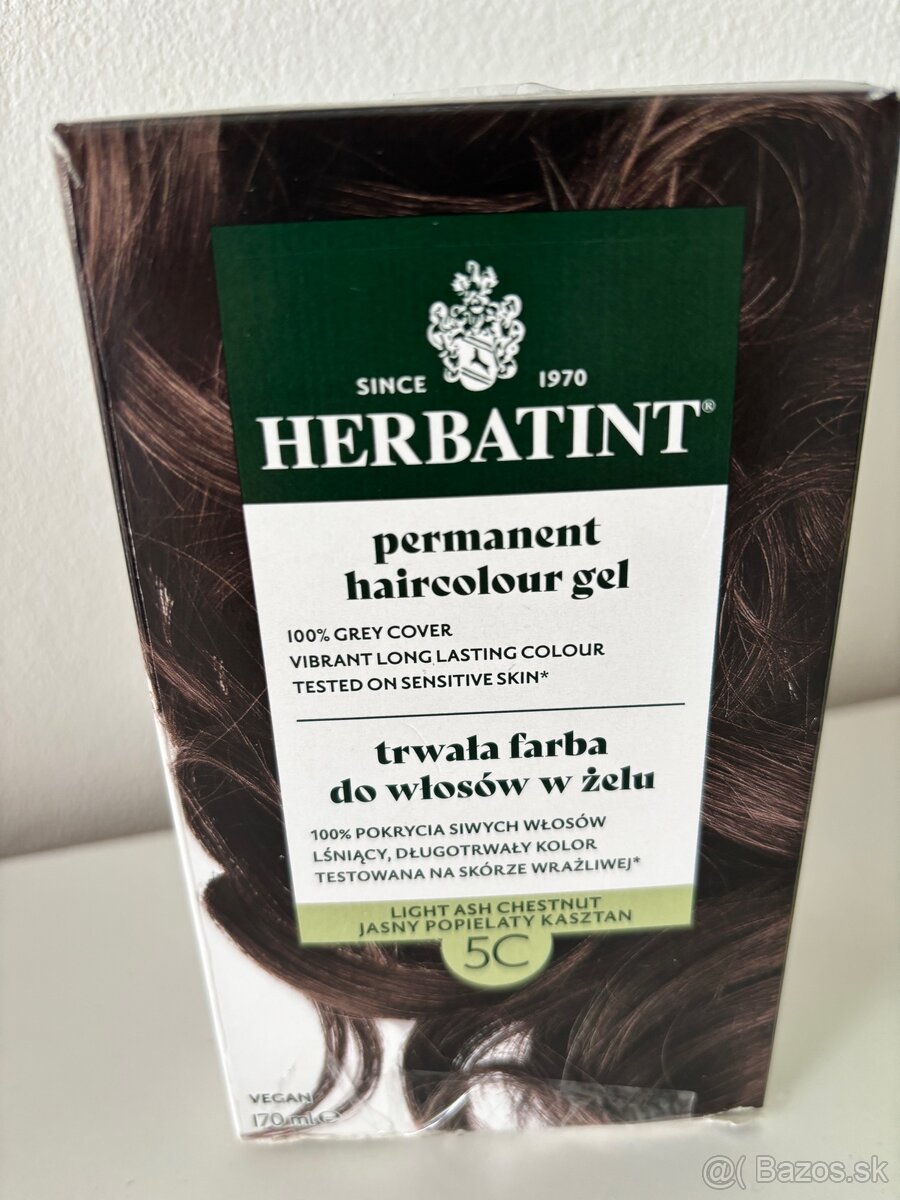 SINCE 1970
HERBATINT®
permanent
haircolour gel
100% GREY COVER
VIBRANT LONG LASTING COLOUR
TESTED ON SENSITIVE SKIN*
trwała farba
do włosów w żelu
100% POKRYCIA SIWYCH WŁOSÓW
LŚNIĄCY, DŁUGOTRWAŁY KOLOR
TESTOWANA NA SKÓRZE WRAŻLIWEJ*
LIGHT ASH CHESTNUT
JASNY POPIELATY KASZTAN
5C
VEGAN
170 ml ℮
@( Bazos.sk